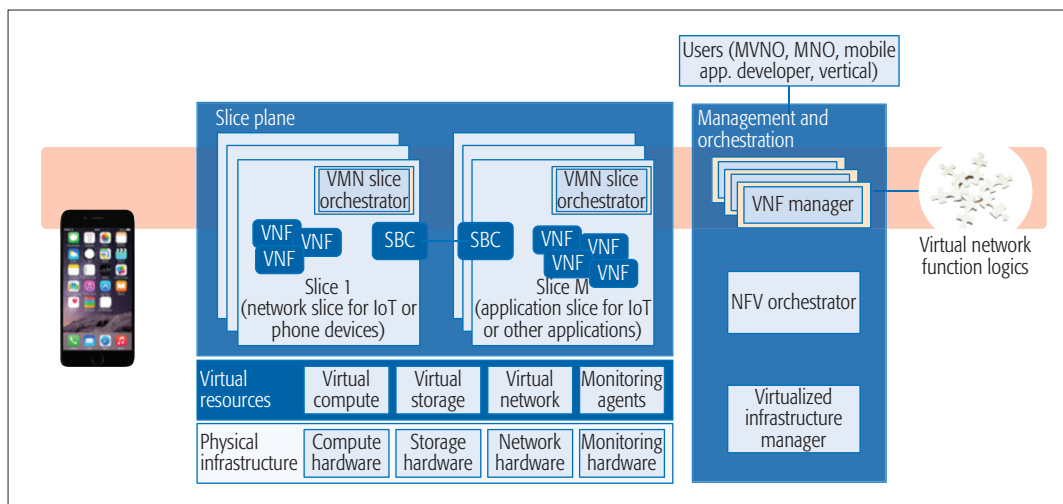 Users (MVNO, MNO, mobile
app. developer, vertical)
Slice plane
VMN slice
orchestrator
VNF
VNF
VNF
SBC
Slice 1
(network slice for IoT or
phone devices)
VMN slice
orchestrator
SBC
VNF
VNF
VNF
VNF
Slice M
(application slice for IoT
or other applications)
Management and
orchestration
VNF manager
NFV orchestrator
Virtualized
infrastructure
manager
Virtual network
function logics
Virtual
resources
Virtual
compute
Virtual
storage
Virtual
network
Monitoring
agents
Physical
infrastructure
Compute
hardware
Storage
hardware
Network
hardware
Monitoring
hardware